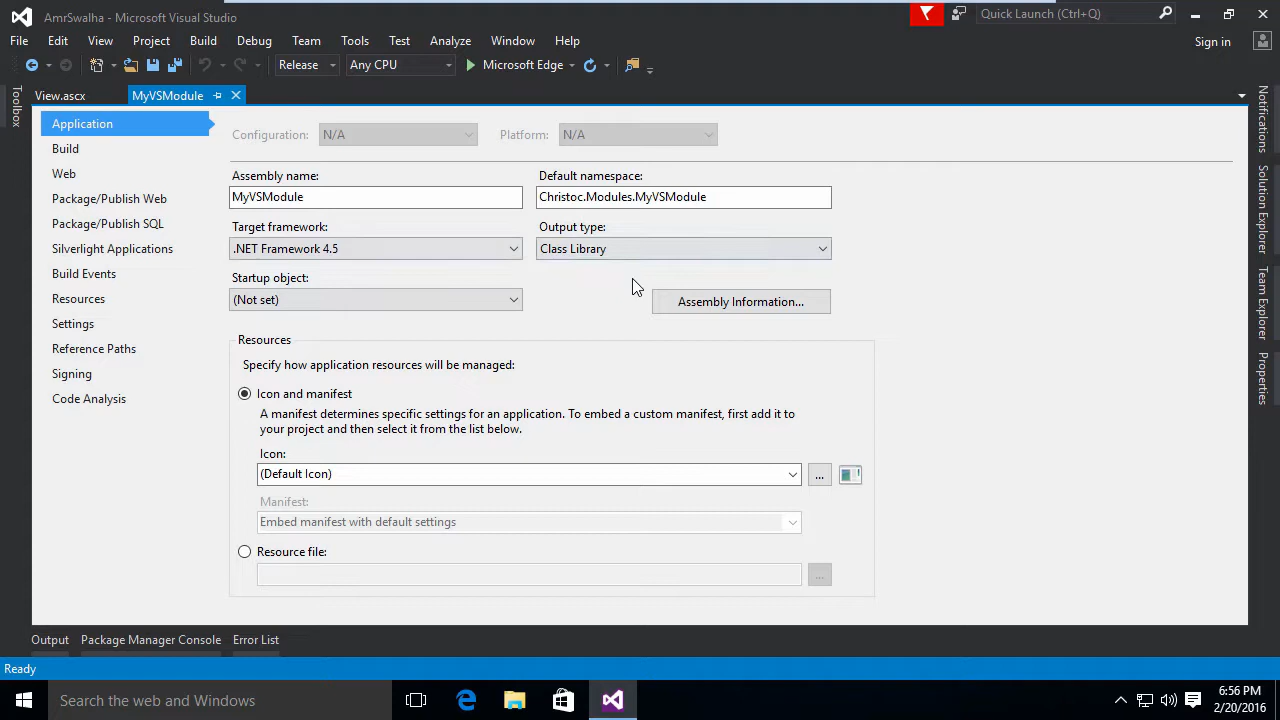 AmrSwalha - Microsoft Visual Studio
Quick Launch (Ctrl+Q)
File Edit View Project Build Debug Team Tools Test Analyze Window Help
Sign in
Release Any CPU Microsoft Edge
View.ascx MyVSModule
Toolbox
Notifications
Solution Explorer
Team Explorer
Properties
Application
Build
Web
Package/Publish Web
Package/Publish SQL
Silverlight Applications
Build Events
Resources
Settings
Reference Paths
Signing
Code Analysis
Configuration: N/A Platform: N/A
Assembly name: Default namespace:
MyVSModule Christoc.Modules.MyVSModule
Target framework: Output type:
.NET Framework 4.5 Class Library
Startup object:
(Not set) Assembly Information...
Resources
Specify how application resources will be managed:
Icon and manifest
A manifest determines specific settings for an application. To embed a custom manifest, first add it to
your project and then select it from the list below.
Icon:
(Default Icon) ...
Manifest:
Embed manifest with default settings
Resource file:
...
Output Package Manager Console Error List
Ready
Search the web and Windows
6:56 PM
2/20/2016